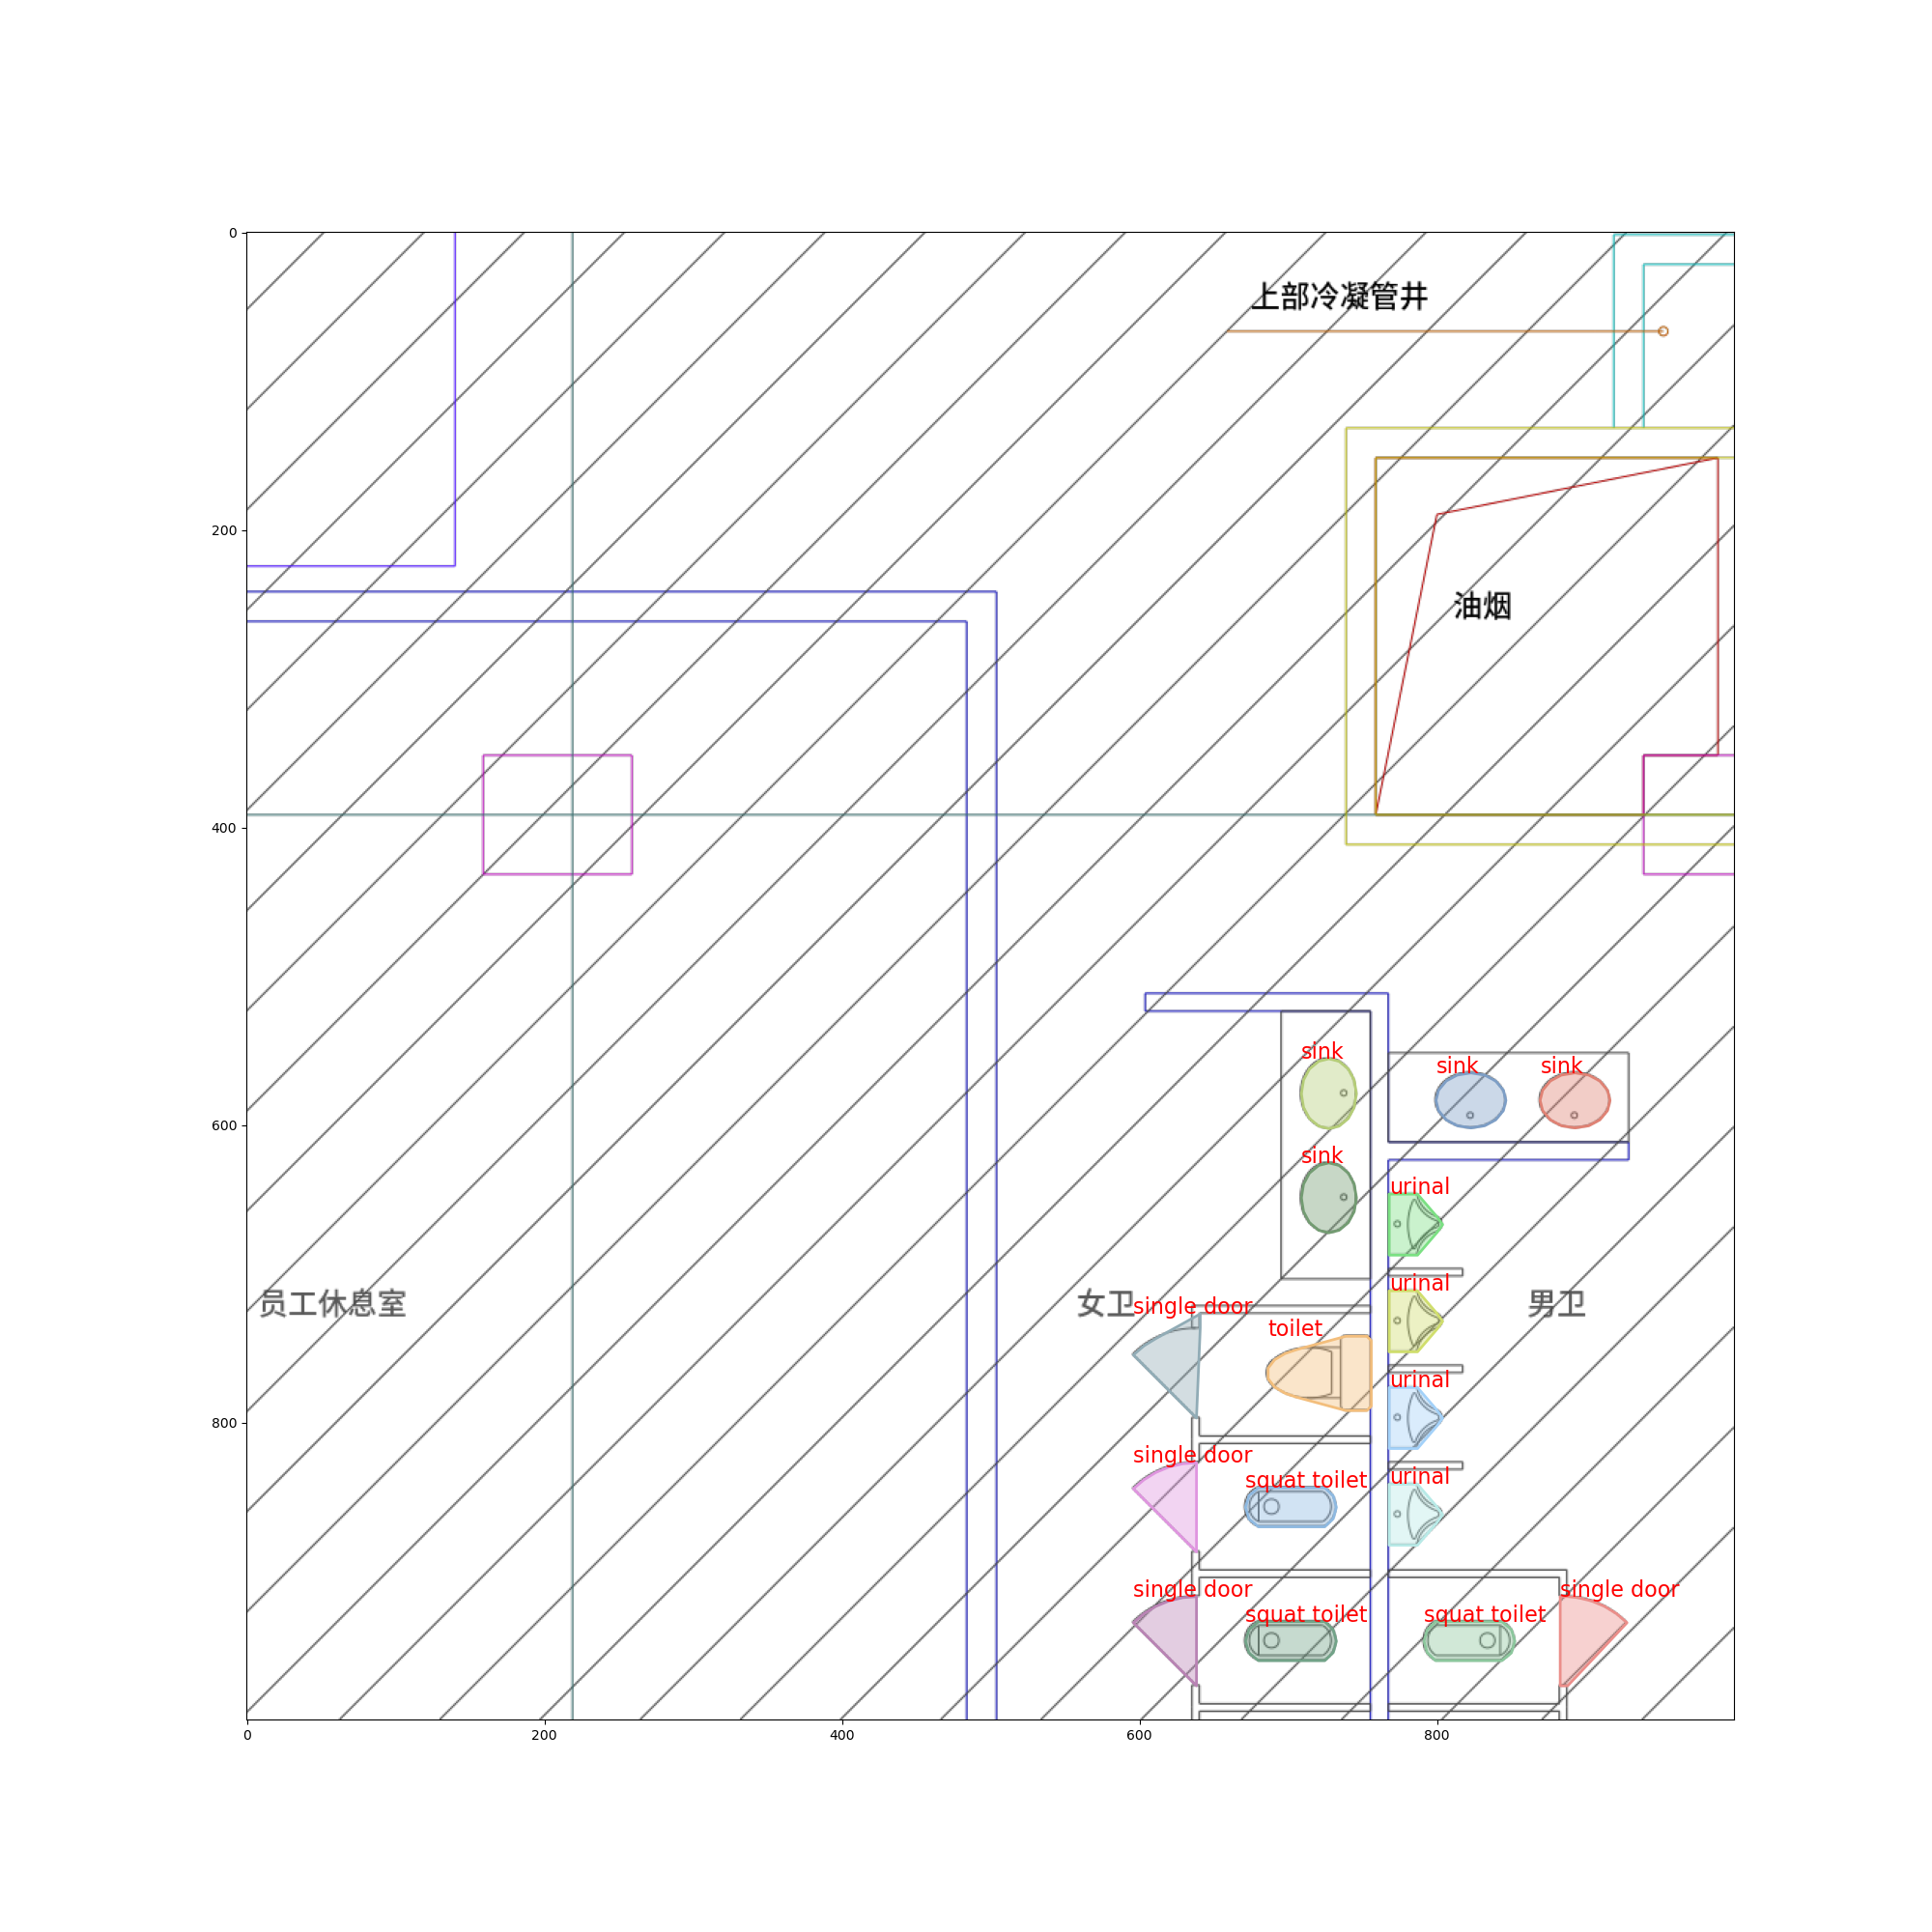 0
上部冷凝管井
200
油烟
400
sink
sink
sink
600
sink
urinal
urinal
员工休息室
女卫
single door
男卫
toilet
urinal
800
single door
urinal
squat toilet
single door
single door
squat toilet
squat toilet
0
200
400
600
800